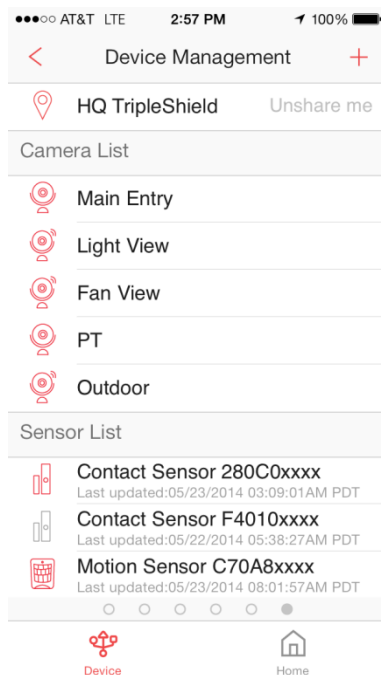 AT&T LTE 2:57 PM 100%
Device Management
HQ TripleShield Unshare me
Camera List
Main Entry
Light View
Fan View
PT
Outdoor
Sensor List
Contact Sensor 280C0xxxx
Last updated:05/23/2014 03:09:01AM PDT
Contact Sensor F4010xxxx
Last updated:05/22/2014 05:38:27AM PDT
Motion Sensor C70A8xxxx
Last updated:05/23/2014 08:01:57AM PDT
Device Home